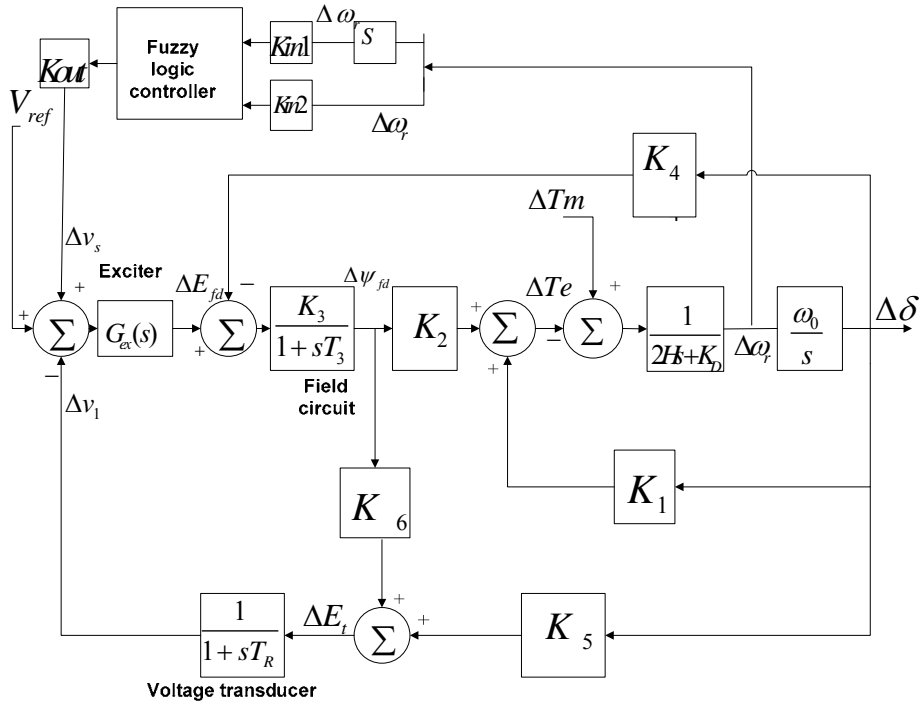 Δ ω_r
Kout
Fuzzy
logic
controller
Kin1
S
Kin2
Δω_r
V_ref
K_4
ΔTm
Δv_s
Exciter
ΔE_fd
−
Δψ_fd
ΔTe
+
+
+
Σ
G_ex(s)
+
Σ
K_3
1 + sT_3
K_2
+
Σ
−
Σ
1
2Hs+K_D
Δω_r
ω_0
s
Δδ
−
Δv_1
Field
circuit
+
K_6
K_1
1
1 + sT_R
ΔE_t
+
Σ
+
K_5
Voltage transducer